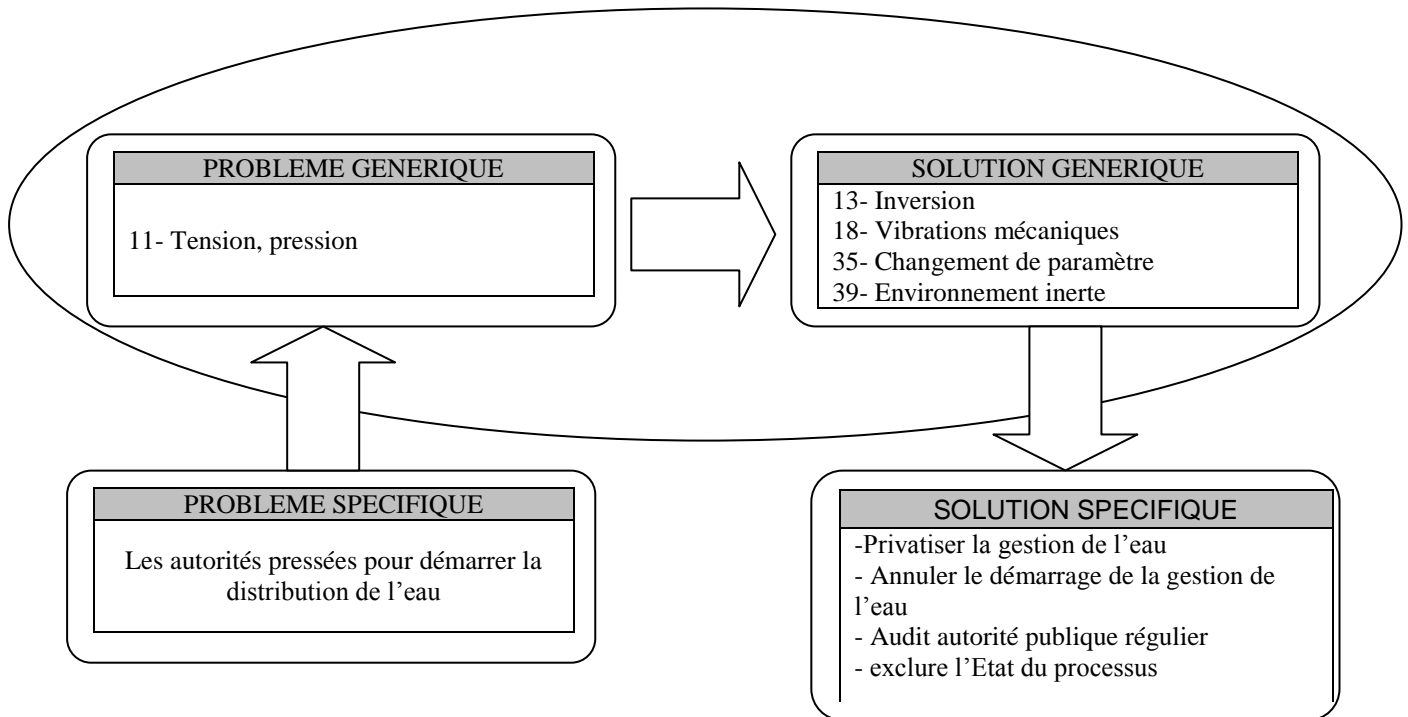 PROBLEME GENERIQUE
11- Tension, pression
SOLUTION GENERIQUE
13- Inversion
18- Vibrations mécaniques
35- Changement de paramètre
39- Environnement inerte
PROBLEME SPECIFIQUE
Les autorités pressées pour démarrer la
distribution de l’eau
SOLUTION SPECIFIQUE
-Privatiser la gestion de l’eau
- Annuler le démarrage de la gestion de
l’eau
- Audit autorité publique régulier
- exclure l’Etat du processus